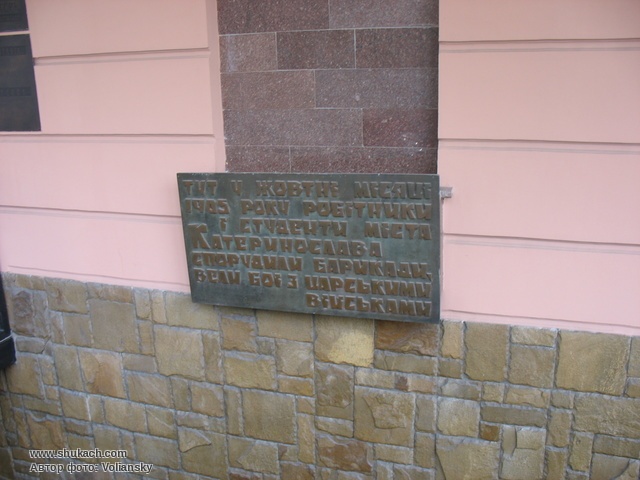 ТУТ У ЖОВТНІ МІСЯЦІ
1905 РОКУ РОБІТНИКИ
І СТУДЕНТИ МІСТА
КАТЕРИНОСЛАВА
СПОРУДИЛИ БАРИКАДИ,
ВЕЛИ БОЇ З ЦАРСЬКИМИ
ВІЙСЬКАМИ
www.shukach.com
Автор фото: Voliansky